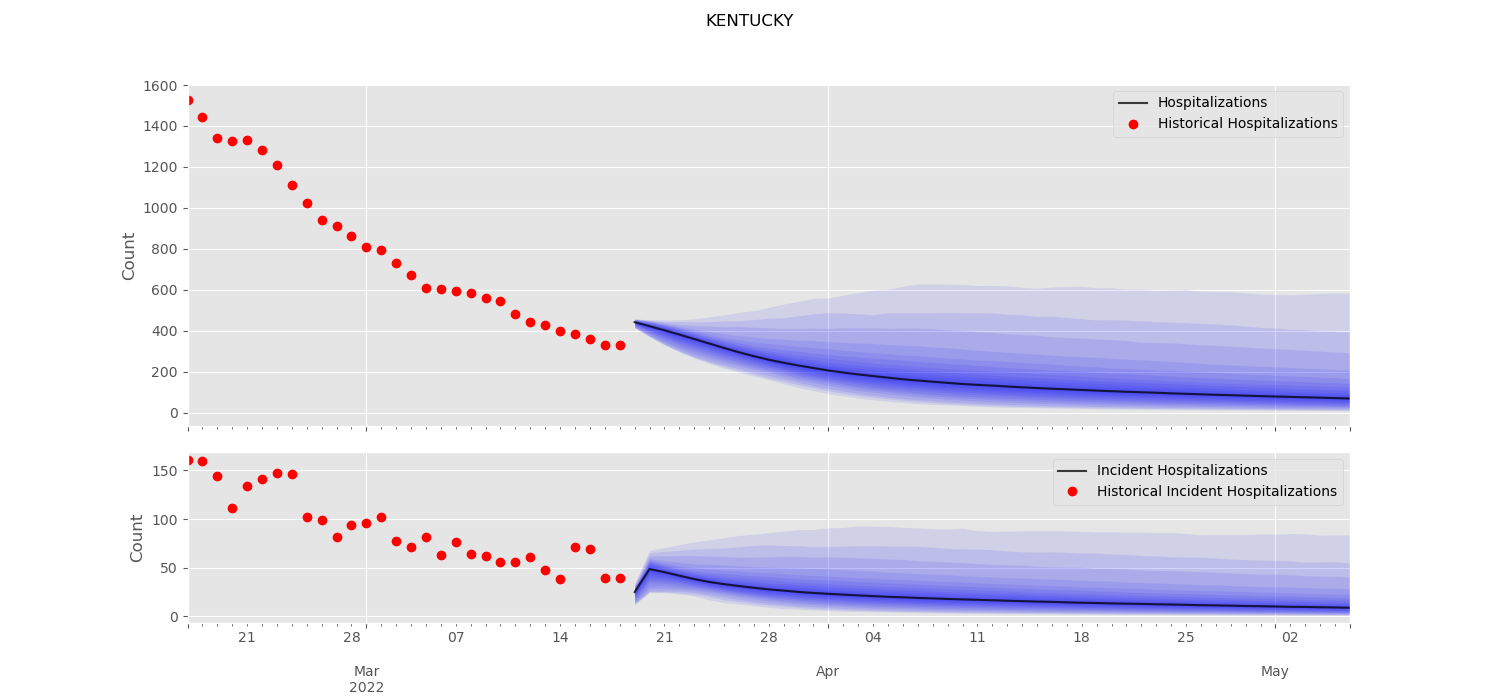 KENTUCKY
1600
1400
1200
1000
800
600
400
200
0
Count
Hospitalizations
Historical Hospitalizations
150
100
50
0
Count
Incident Hospitalizations
Historical Incident Hospitalizations
21 28 07 14 21 28 04 11 18 25 02
Mar Apr May
2022